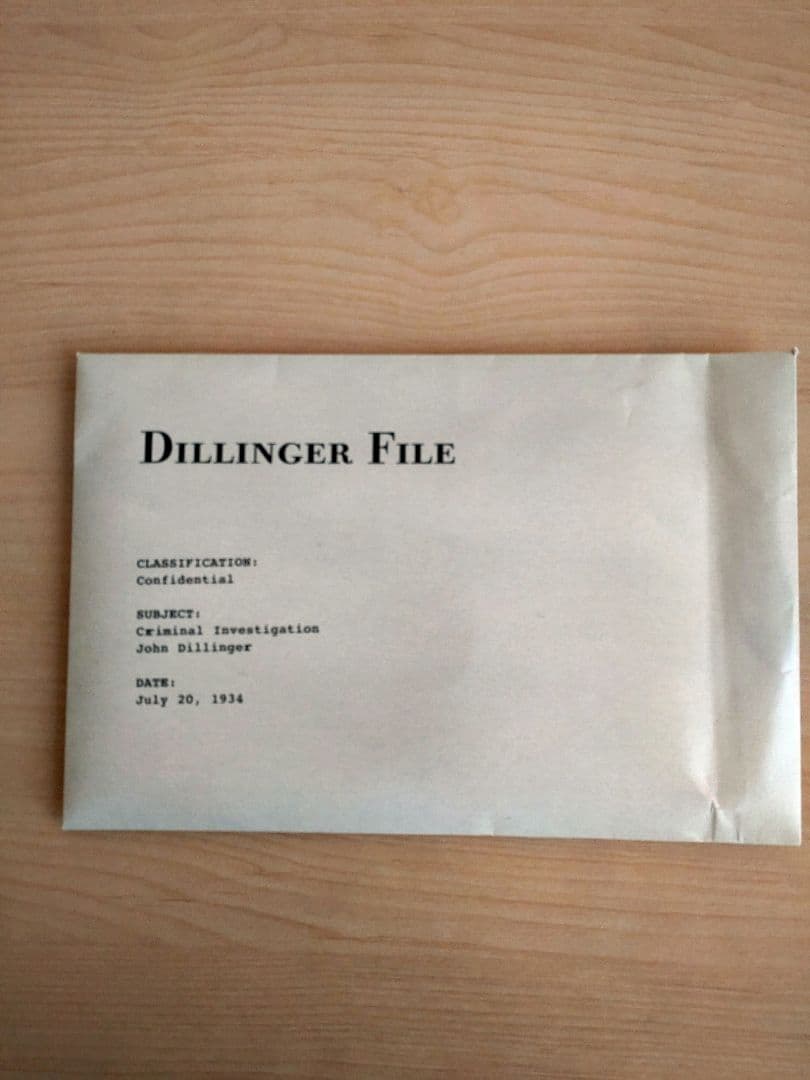 DILLINGER FILE
CLASSIFICATION:
Confidential
SUBJECT:
Criminal Investigation
John Dillinger
DATE:
July 20, 1934